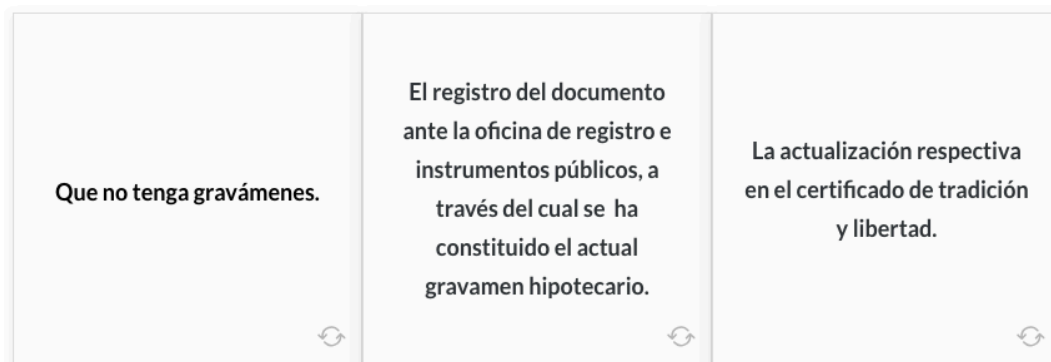 Que no tenga gravámenes.
El registro del documento
ante la oficina de registro e
instrumentos públicos, a
través del cual se ha
constituido el actual
gravamen hipotecario.
La actualización respectiva
en el certificado de tradición
y libertad.